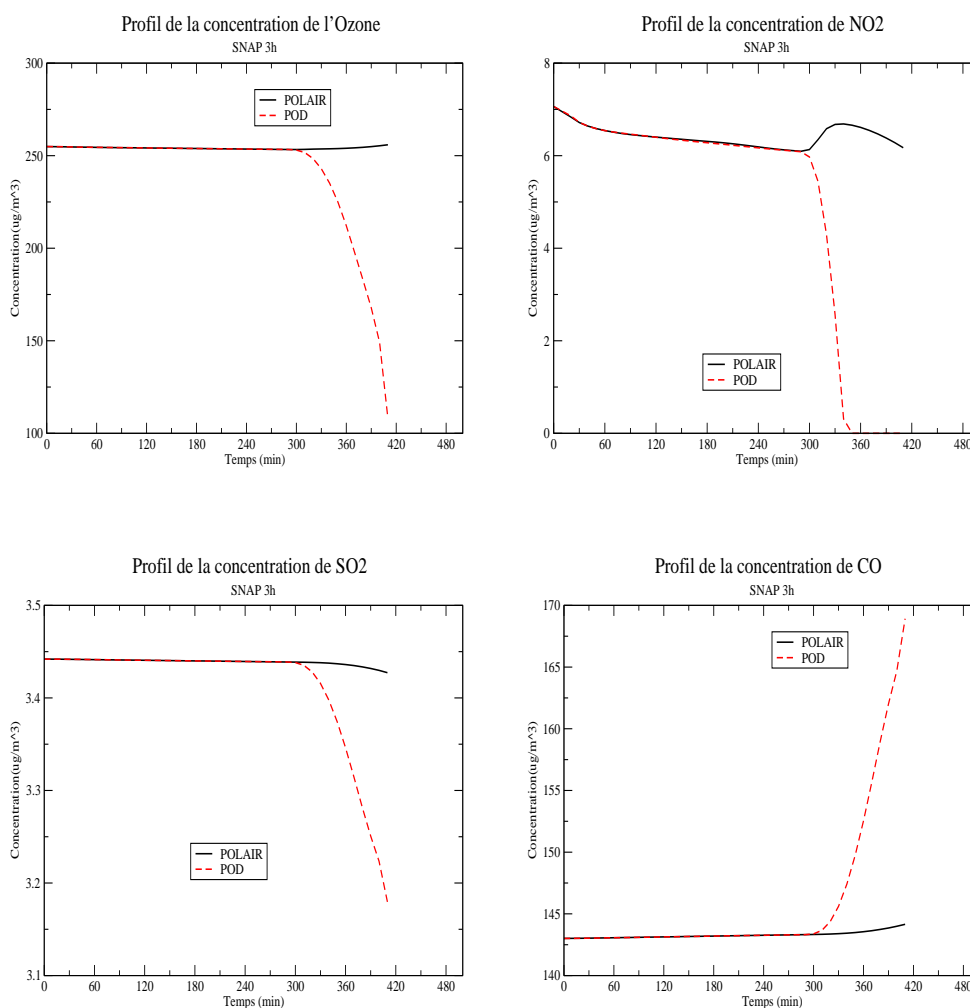 Profil de la concentration de l'Ozone
SNAP 3h
300
250
200
150
100
Concentration(ug/m^3)
POLAIR
POD
0 60 120 180 240 300 360 420 480
Temps (min)
Profil de la concentration de NO2
SNAP 3h
8
6
4
2
0
Concentration(ug/m^3)
POLAIR
POD
0 60 120 180 240 300 360 420 480
Temps (min)
Profil de la concentration de SO2
SNAP 3h
3.5
3.4
3.3
3.2
3.1
Concentration(ug/m^3)
POLAIR
POD
0 60 120 180 240 300 360 420 480
Temps (min)
Profil de la concentration de CO
SNAP 3h
170
165
160
155
150
143
140
Concentration(ug/m^3)
POLAIR
POD
0 60 120 180 240 300 360 420 480
Temps (min)